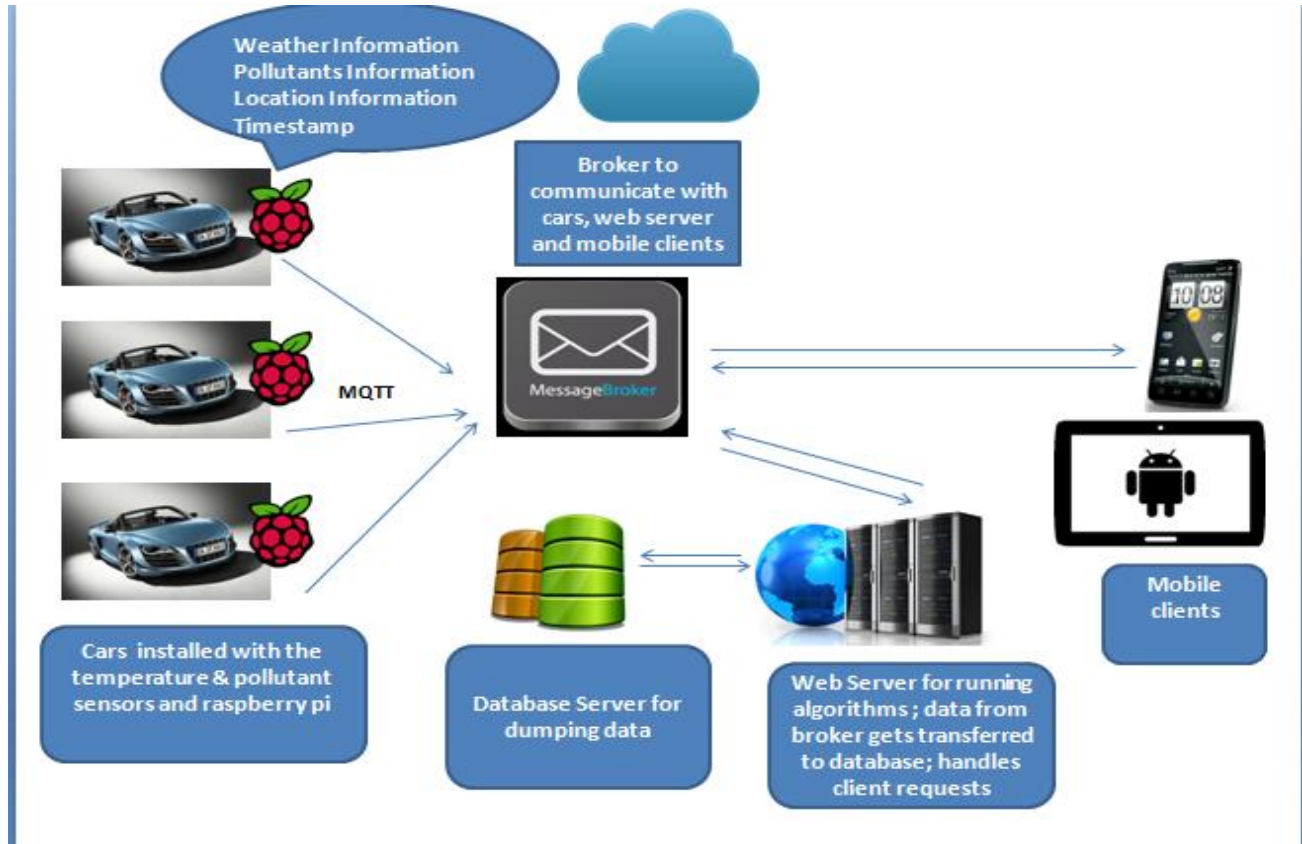 Weather Information
Pollutants Information
Location Information
Timestamp
Broker to
communicate with
cars, web server
and mobile clients
MessageBroker
MQTT
10 08
Cars installed with the
temperature & pollutant
sensors and raspberry pi
Database Server for
dumping data
Web Server for running
algorithms ; data from
broker gets transferred
to database; handles
client requests
Mobile
clients